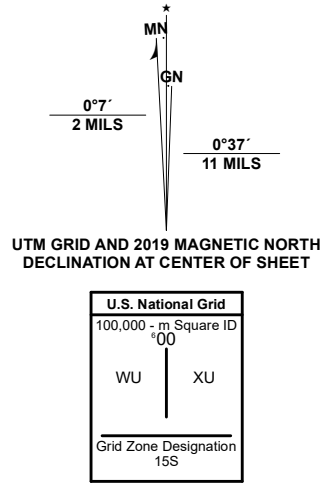 ★
MN
GN
0°7´
2 MILS
0°37´
11 MILS
UTM GRID AND 2019 MAGNETIC NORTH
DECLINATION AT CENTER OF SHEET
U.S. National Grid
100,000 - m Square ID
⁶00
WU XU
Grid Zone Designation
15S